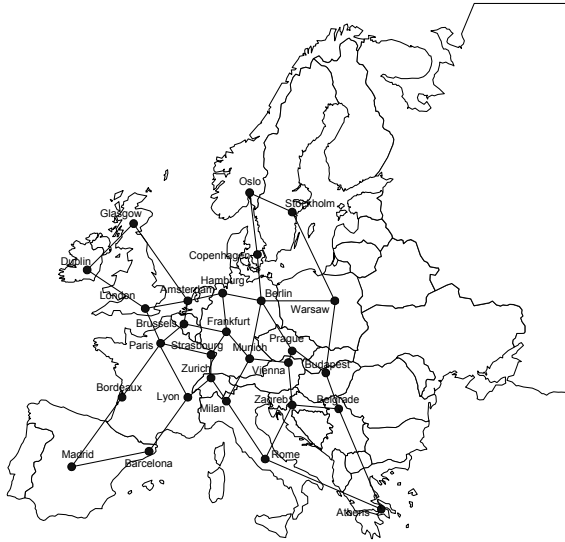 Oslo
Stockholm
Glasgow
Copenhagen
Dublin
Hamburg
Amsterdam
London
Berlin
Warsaw
Brussels
Frankfurt
Prague
Paris
Strasbourg
Munich
Zurich
Vienna
Budapest
Bordeaux
Lyon
Milan
Zagreb
Belgrade
Madrid
Barcelona
Rome
Athens